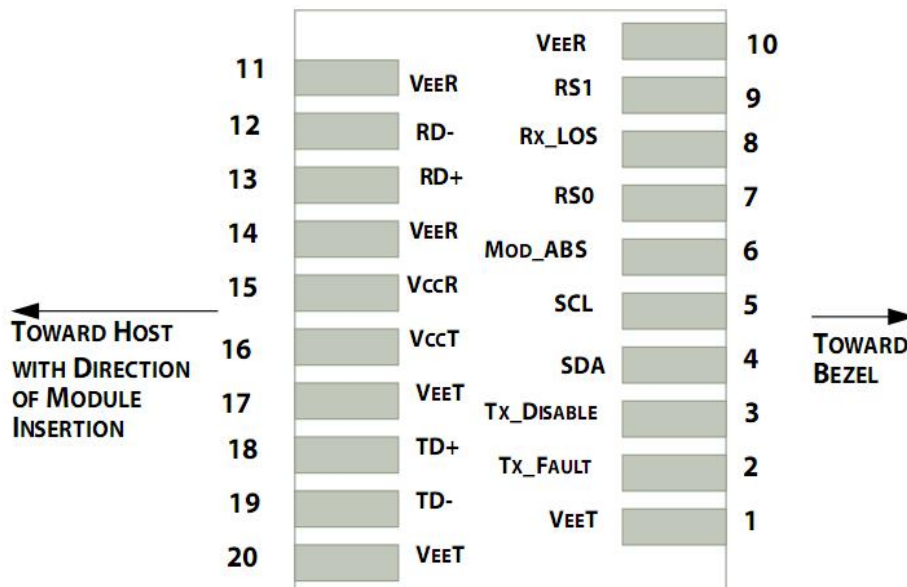 VEER 10
11 VEER
RS1 9
12 RD-
Rx_LOS 8
13 RD+
RS0 7
14 VEER
MOD_ABS 6
15 VCCR
SCL 5
TOWARD HOST
WITH DIRECTION
OF MODULE
INSERTION
TOWARD
BEZEL
16 VCCT
SDA 4
17 VEET
TX_DISABLE 3
18 TD+
TX_FAULT 2
19 TD-
VEET 1
20 VEET